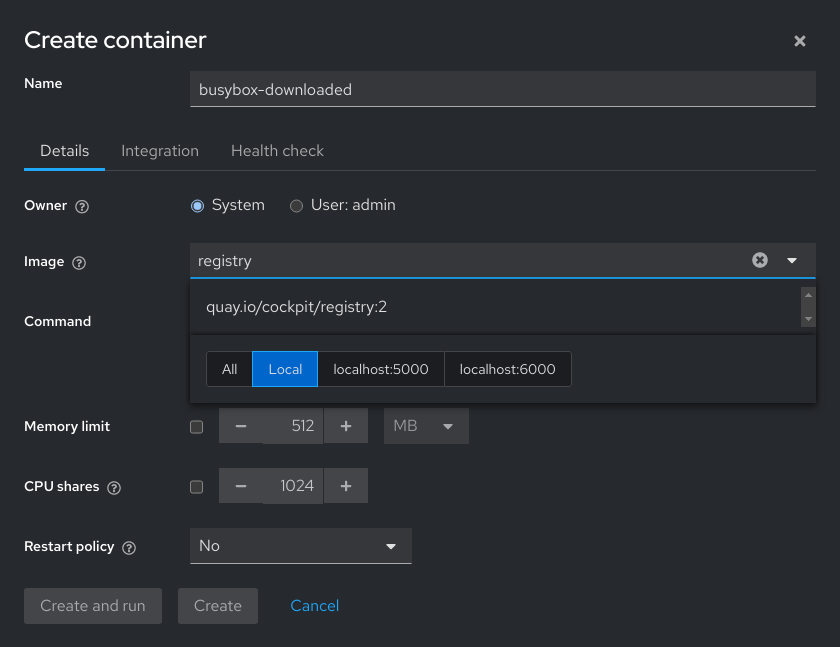 Create container
Name
busybox-downloaded
Details Integration Health check
Owner System User: admin
Image registry
quay.io/cockpit/registry:2
Command
All Local localhost:5000 localhost:6000
Memory limit 512 MB
CPU shares 1024
Restart policy No
Create and run Create Cancel